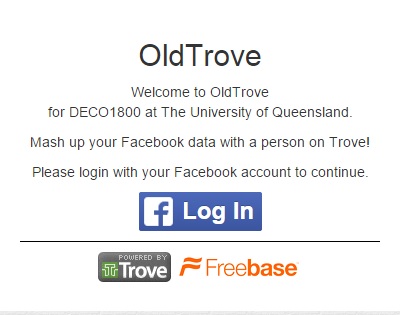 OldTrove
Welcome to OldTrove
for DECO1800 at The University of Queensland.
Mash up your Facebook data with a person on Trove!
Please login with your Facebook account to continue.
f Log In
POWERED BY
Trove
Freebase